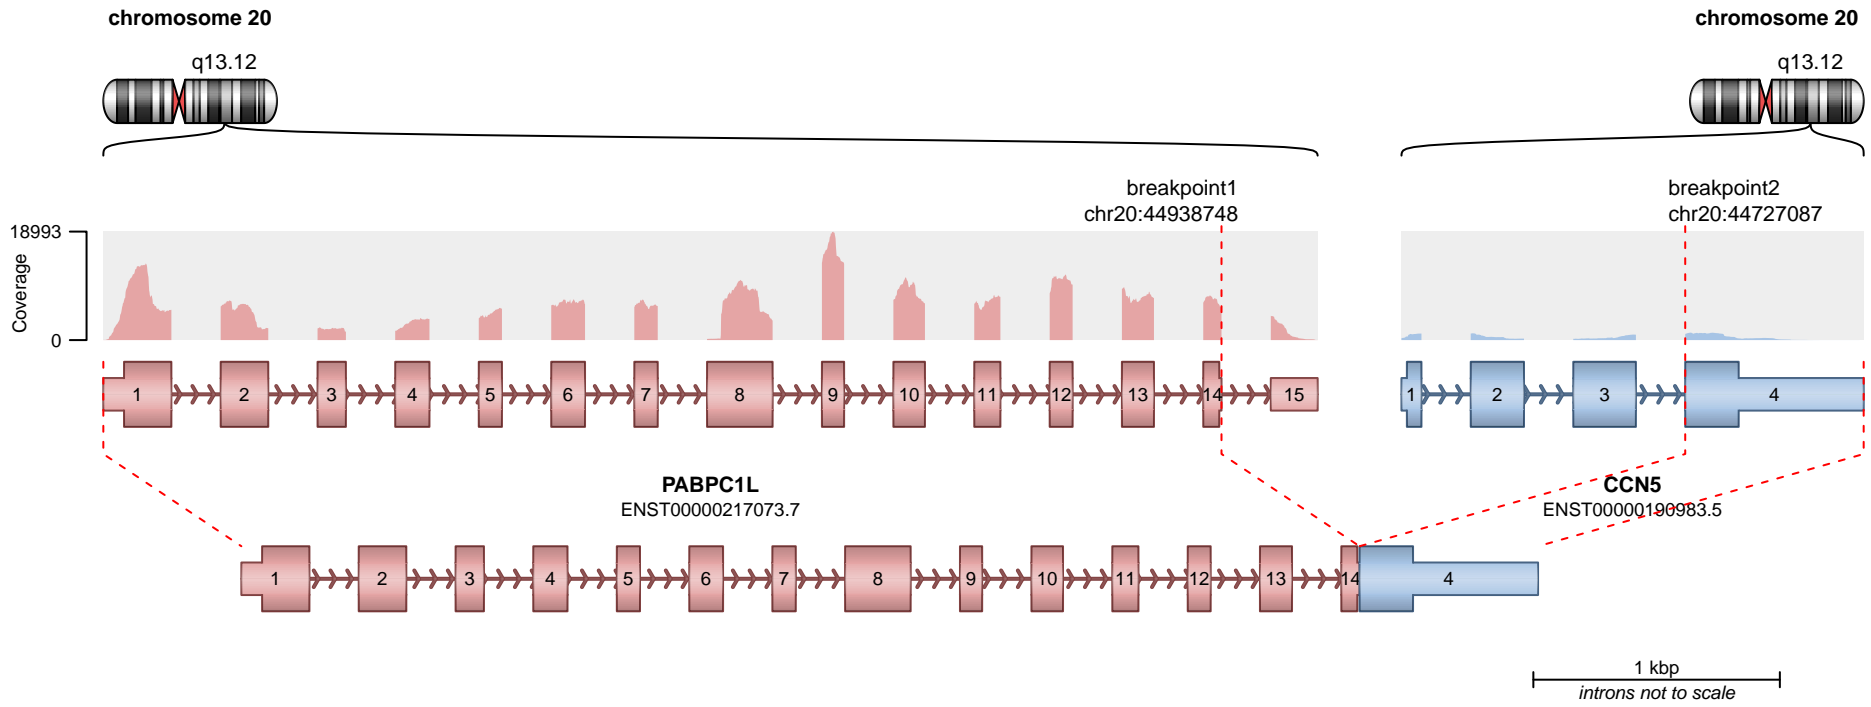 chromosome 20
chromosome 20
q13.12
q13.12
breakpoint1
chr20:44938748
breakpoint2
chr20:44727087
18993
Coverage
0
1 2 3 4 5 6 7 8 9 10 11 12 13 14 15
1 2 3 4
PABPC1L
ENST00000217073.7
CCN5
ENST00000190983.5
1 2 3 4 5 6 7 8 9 10 11 12 13 14 4
1 kbp
introns not to scale